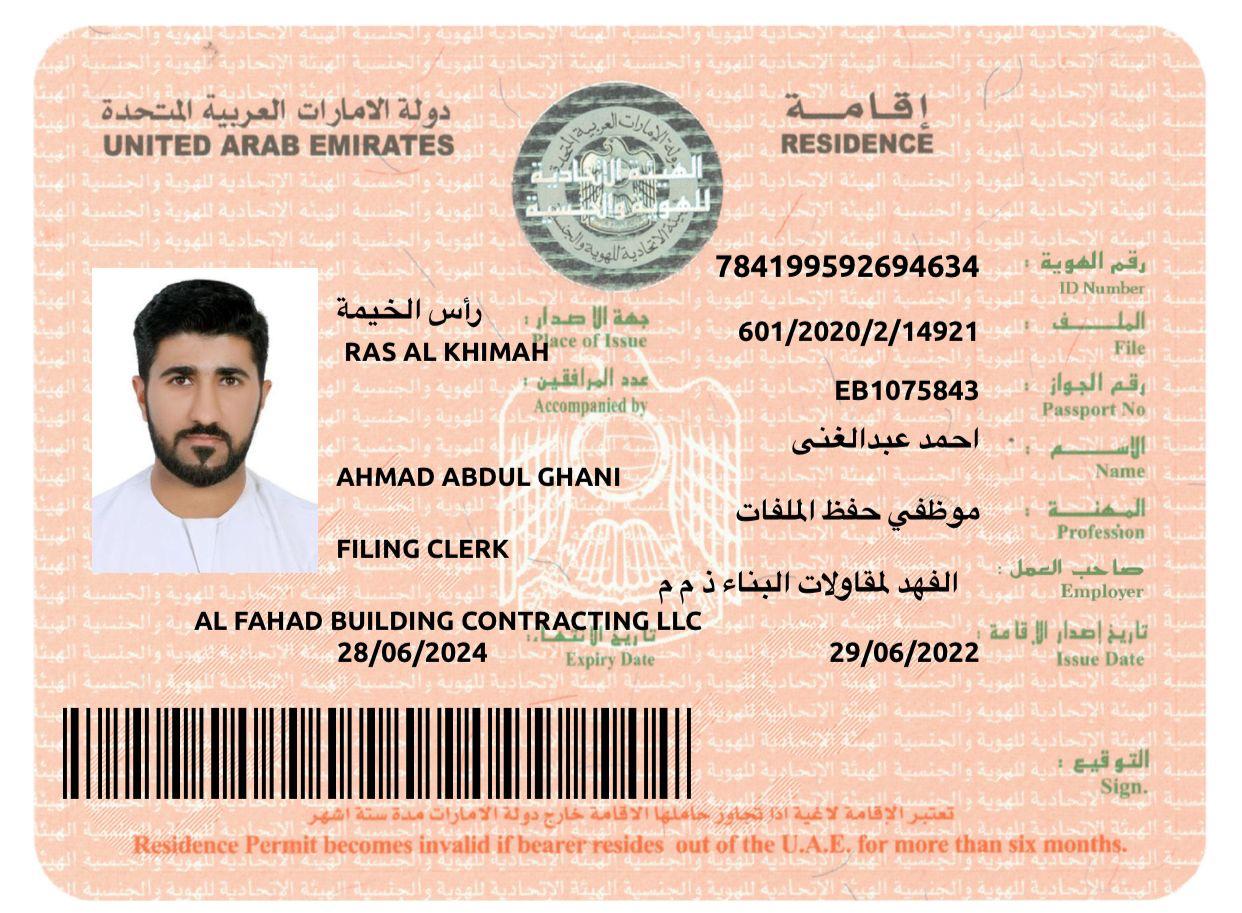 دولة الامارات العربية المتحدة
UNITED ARAB EMIRATES
إقامة
RESIDENCE
الهيئة الإتحادية
للهوية والجنسية
رقم الهوية :
ID Number
784199592694634
رأس الخيمة
جهة الاصدار :
RAS AL KHIMAH
Place of Issue
601/2020/2/14921
الملف :
File
عدد المرافقين :
Accompanied by
EB1075843
رقم الجواز :
Passport No
احمد عبدالغنى
الاسم :
Name
AHMAD ABDUL GHANI
موظفي حفظ الملفات
المهنة :
Profession
FILING CLERK
الفهد لمقاولات البناء ذ م م
صاحب العمل :
Employer
AL FAHAD BUILDING CONTRACTING LLC
28/06/2024
تاريخ الانتهاء :
Expiry Date
29/06/2022
تاريخ إصدار الإقامة :
Issue Date
التوقيع :
Sign.
تعتبر الإقامة لاغية اذا تجاوز حاملها الاقامة خارج دولة الامارات مدة ستة اشهر
Residence Permit becomes invalid if bearer resides out of the U.A.E. for more than six months.